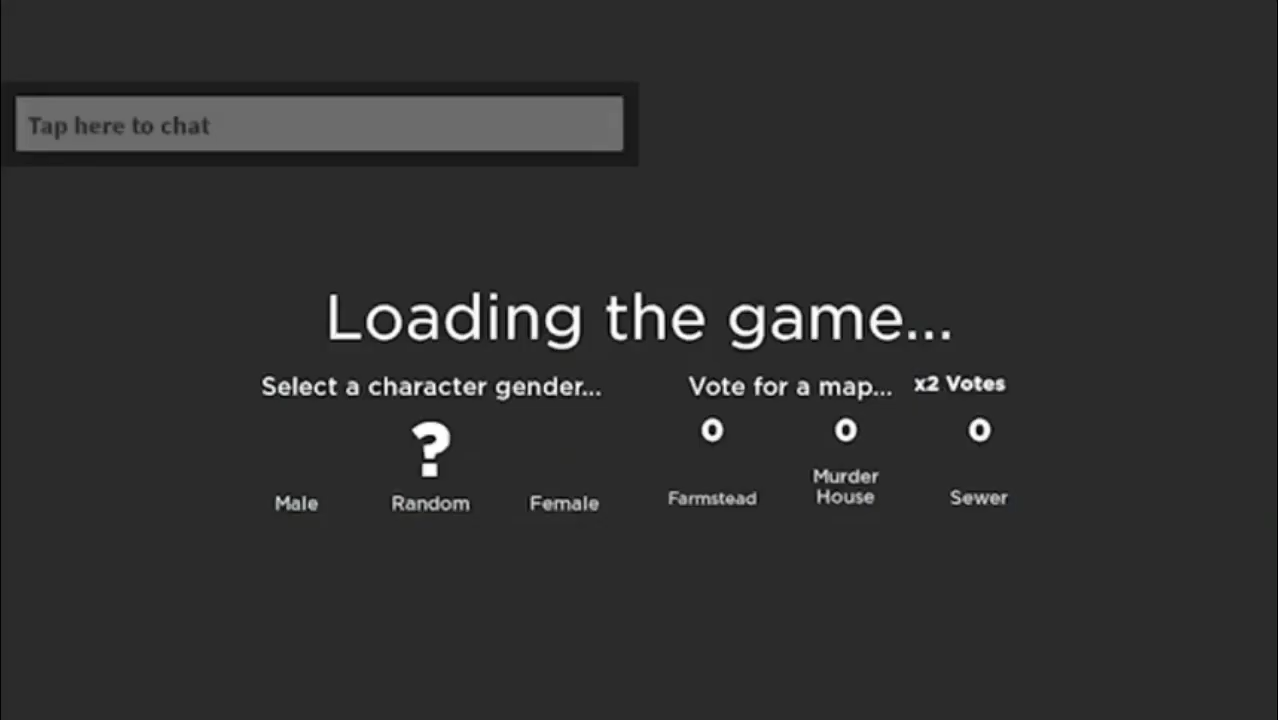 Tap here to chat
Loading the game...
Select a character gender...
?
Male
Random
Female
Vote for a map...
x2 Votes
0
0
0
Farmstead
Murder
House
Sewer